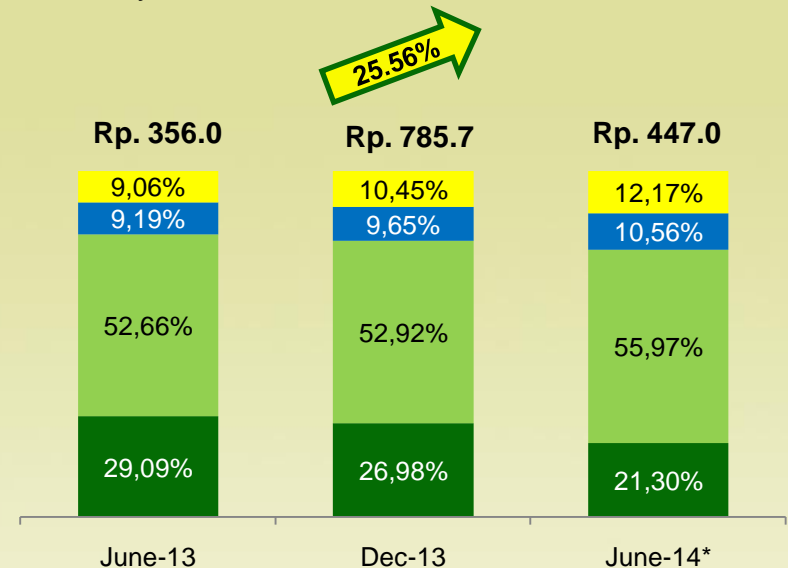 25.56%
Rp. 356.0 Rp. 785.7 Rp. 447.0
9,06% 10,45% 12,17%
9,19% 9,65% 10,56%
52,66% 52,92% 55,97%
29,09% 26,98% 21,30%
June-13 Dec-13 June-14*